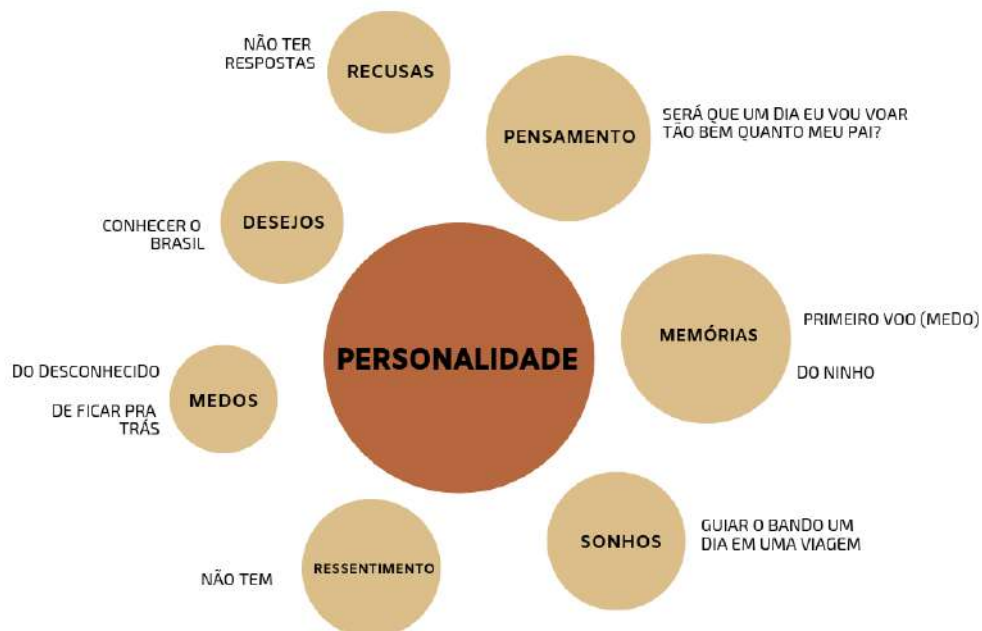 NÃO TER
RESPOSTAS
RECUSAS
PENSAMENTO
SERÁ QUE UM DIA EU VOU VOAR
TÃO BEM QUANTO MEU PAI?
CONHECER O
BRASIL
DESEJOS
PERSONALIDADE
MEMÓRIAS
PRIMEIRO VOO (MEDO)
DO NINHO
DO DESCONHECIDO
DE FICAR PRA
TRÁS
MEDOS
NÃO TEM
RESSENTIMENTO
SONHOS
GUIAR O BANDO UM
DIA EM UMA VIAGEM